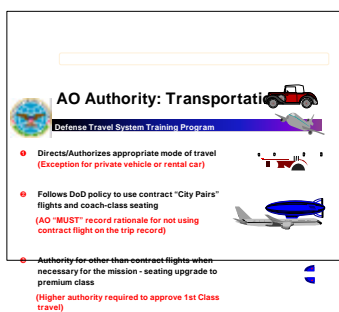 AO Authority: Transportatio
Defense Travel System Training Program
Directs/Authorizes appropriate mode of travel
(Exception for private vehicle or rental car)
Follows DoD policy to use contract “City Pairs”
flights and coach-class seating
(AO “MUST” record rationale for not using
contract flight on the trip record)
Authority for other than contract flights when
necessary for the mission - seating upgrade to
premium class
(Higher authority required to approve 1st Class
travel)